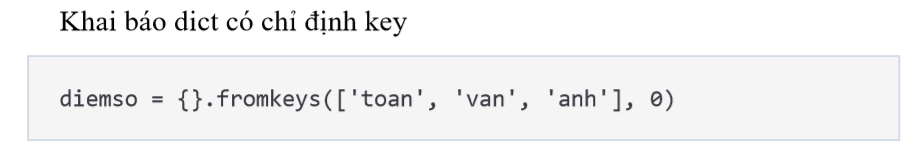 Khai báo dict có chỉ định key
diemso = {}.fromkeys(['toan', 'van', 'anh'], 0)